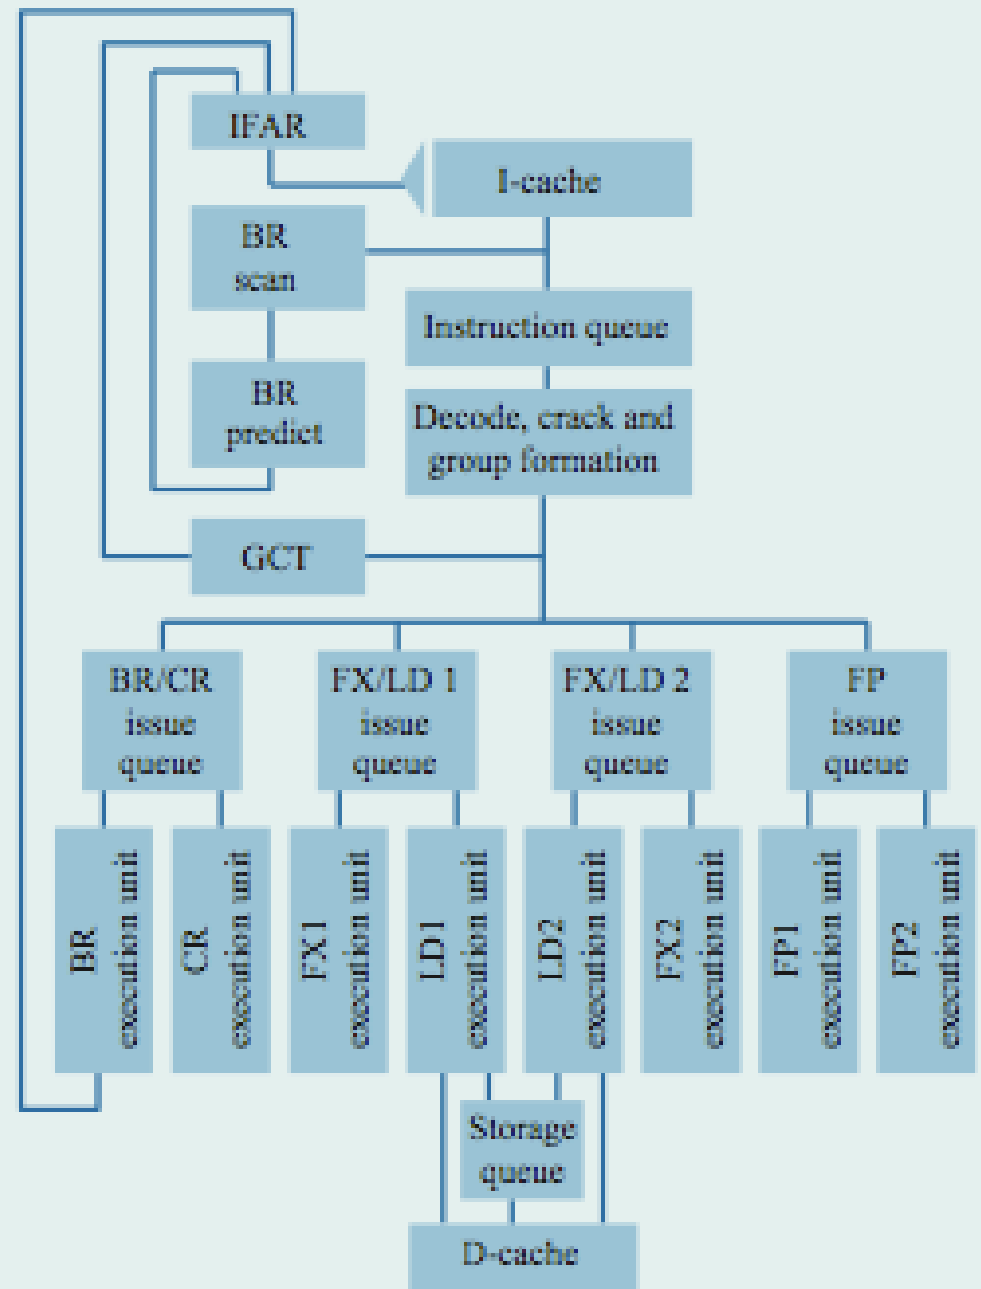 IFAR
I-cache
BR
scan
Instruction queue
BR
predict
Decode, crack and
group formation
GCT
BR/CR
issue
queue
FX/LD 1
issue
queue
FX/LD 2
issue
queue
FP
issue
queue
BR
execution unit
CR
execution unit
FX1
execution unit
LD1
execution unit
LD2
execution unit
FX2
execution unit
FP1
execution unit
FP2
execution unit
Storage
queue
D-cache